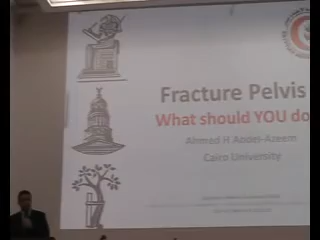 Fracture Pelvis
What should YOU do
Ahmed H Abdel-Azeem
Cairo University